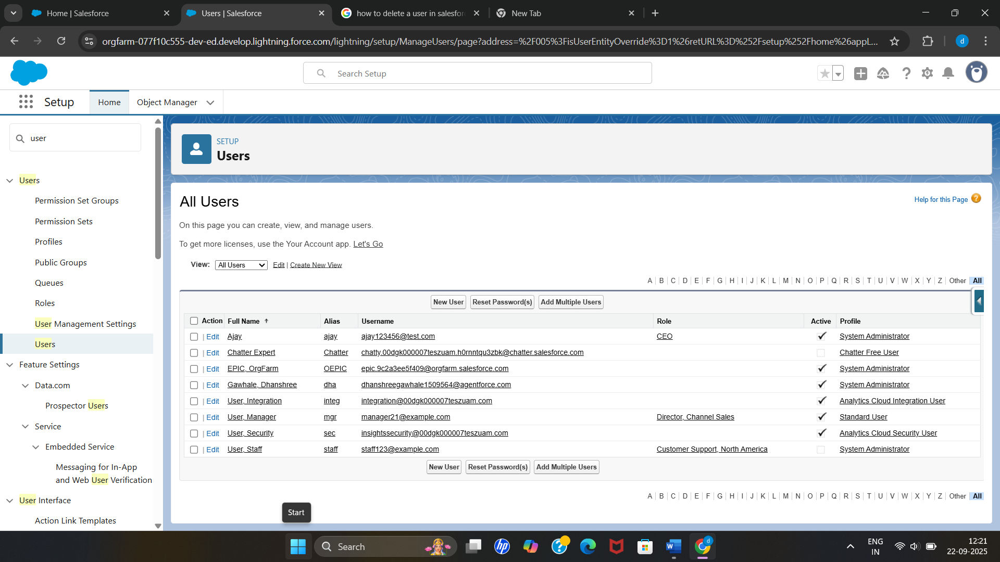 Home | Salesforce
Users | Salesforce
how to delete a user in salesfor
New Tab
orgfarm-077f10c555-dev-ed.develop.lightning.force.com/lightning/setup/ManageUsers/page?address=%2F005%3FisUserEntityOverride%3D1%26retURL%3D%252Fsetup%252Fhome%26appL...
d
Search Setup
Setup
Home
Object Manager
user
Users
Permission Set Groups
Permission Sets
Profiles
Public Groups
Queues
Roles
User Management Settings
Users
Feature Settings
Data.com
Prospector Users
Service
Embedded Service
Messaging for In-App
and Web User Verification
User Interface
Action Link Templates
SETUP
Users
All Users
Help for this Page ?
On this page you can create, view, and manage users.
To get more licenses, use the Your Account app. Let's Go
View: All Users Edit | Create New View
A B C D E F G H I J K L M N O P Q R S T U V W X Y Z Other All
New User Reset Password(s) Add Multiple Users
Action Full Name Alias Username Role Active Profile
| Edit Ajay ajay ajay123456@test.com CEO System Administrator
| Edit Chatter Expert Chatter chatty.00dgk000007teszuam.h0rnntqu3zbk@chatter.salesforce.com Chatter Free User
| Edit EPIC, OrgFarm OEPIC epic.9c2a3ee5f409@orgfarm.salesforce.com System Administrator
| Edit Gawhale, Dhanshree dha dhanshreegawhale1509564@agentforce.com System Administrator
| Edit User, Integration integ integration@00dgk000007teszuam.com Analytics Cloud Integration User
| Edit User, Manager mgr manager21@example.com Director, Channel Sales Standard User
| Edit User, Security sec insightssecurity@00dgk000007teszuam.com Analytics Cloud Security User
| Edit User, Staff staff staff123@example.com Customer Support, North America System Administrator
New User Reset Password(s) Add Multiple Users
A B C D E F G H I J K L M N O P Q R S T U V W X Y Z Other All
Start
Search
hp
?
W
d
ENG
IN
12:21
22-09-2025